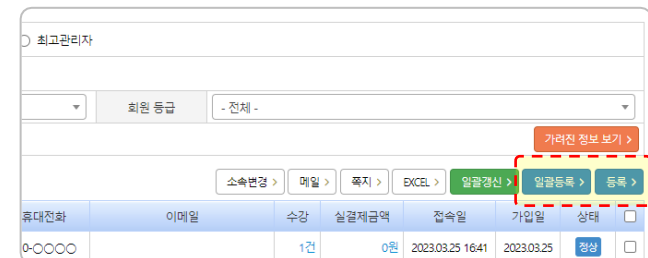 최고관리자
회원 등급 - 전체 -
가려진 정보 보기 >
소속변경 > 메일 > 쪽지 > EXCEL > 일괄갱신 > 일괄등록 > 등록 >
휴대전화 이메일 수강 실결제금액 접속일 가입일 상태
0-○○○○ 1건 0원 2023.03.25 16:41 2023.03.25 정상